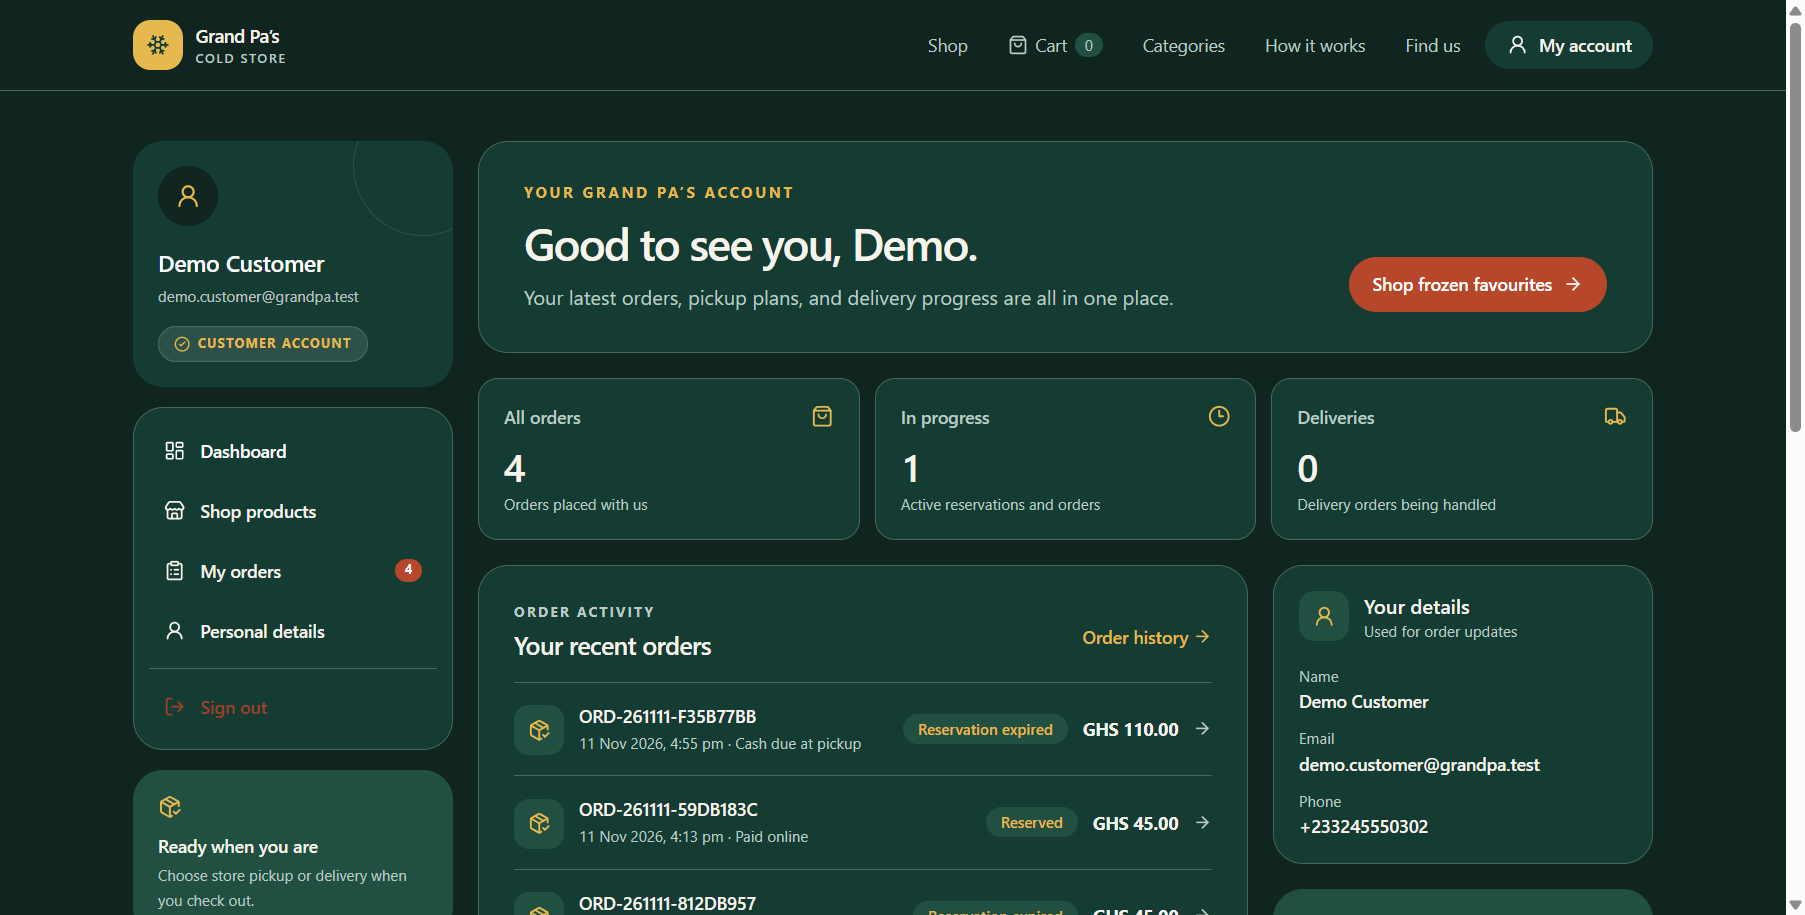 Grand Pa's
COLD STORE
Shop
Cart 0
Categories
How it works
Find us
My account
Demo Customer
demo.customer@grandpa.test
CUSTOMER ACCOUNT
Dashboard
Shop products
My orders 4
Personal details
Sign out
Ready when you are
Choose store pickup or delivery when
you check out.
YOUR GRAND PA'S ACCOUNT
Good to see you, Demo.
Your latest orders, pickup plans, and delivery progress are all in one place.
Shop frozen favourites
All orders
4
Orders placed with us
In progress
1
Active reservations and orders
Deliveries
0
Delivery orders being handled
ORDER ACTIVITY
Your recent orders
Order history
ORD-261111-F35B77BB
11 Nov 2026, 4:55 pm · Cash due at pickup
Reservation expired
GHS 110.00
ORD-261111-59DB183C
11 Nov 2026, 4:13 pm · Paid online
Reserved
GHS 45.00
ORD-261111-812DB957
Reservation expired
GHS 45.00
Your details
Used for order updates
Name
Demo Customer
Email
demo.customer@grandpa.test
Phone
+233245550302